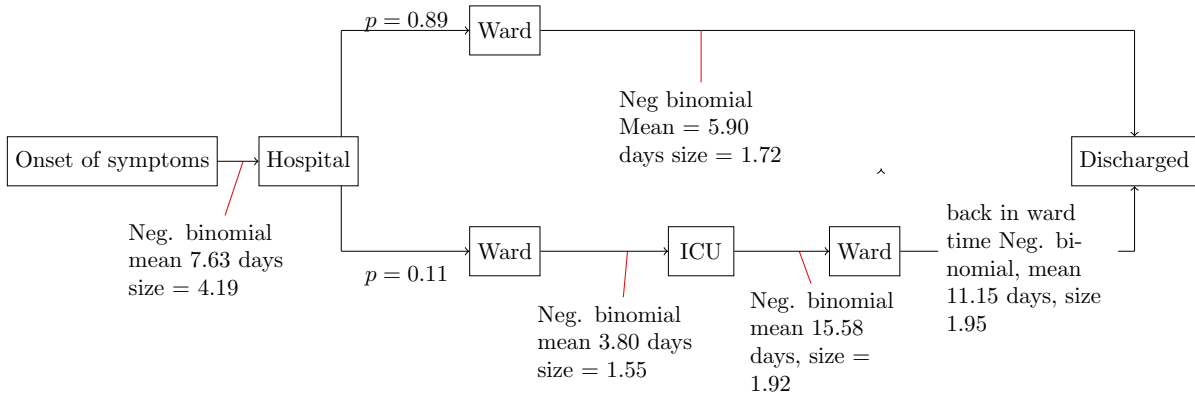 p = 0.89
Ward
Neg binomial
Mean = 5.90
days size = 1.72
Onset of symptoms
Hospital
Discharged
Neg. binomial
mean 7.63 days
size = 4.19
p = 0.11
Ward
ICU
Ward
back in ward
time Neg. bi-
nomial, mean
11.15 days, size
1.95
Neg. binomial
mean 3.80 days
size = 1.55
Neg. binomial
mean 15.58
days, size =
1.92